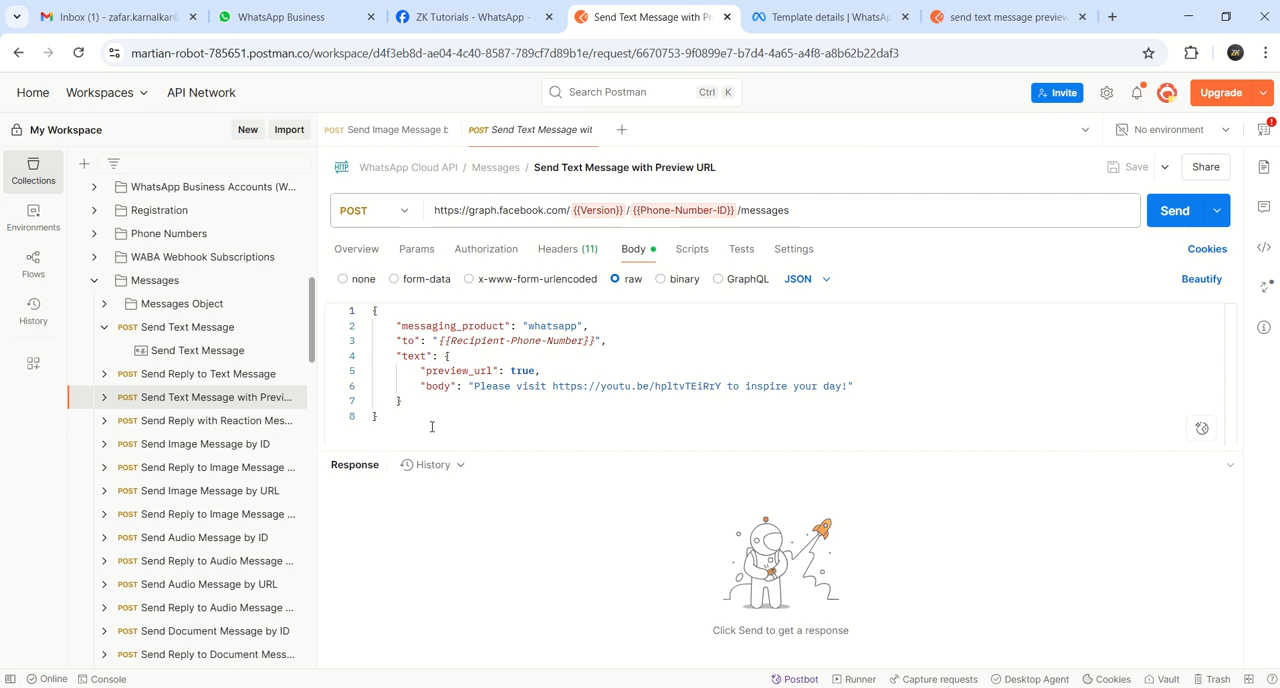 Inbox (1) - zafar.karnalkar@
WhatsApp Business
ZK Tutorials - WhatsApp -
Send Text Message with Pr
Template details | WhatsAp
send text message preview
martian-robot-785651.postman.co/workspace/d4f3eb8d-ae04-4c40-8587-789cf7d89b1e/request/6670753-9f0899e7-b7d4-4a65-a4f8-a8b62b22daf3
ZK
Home
Workspaces
API Network
Search Postman
Ctrl
K
Invite
Upgrade
My Workspace
New
Import
POST Send Image Message b
POST Send Text Message wit
No environment
Collections
Environments
Flows
History
WhatsApp Business Accounts (W...
Registration
Phone Numbers
WABA Webhook Subscriptions
Messages
Messages Object
POST Send Text Message
Send Text Message
POST Send Reply to Text Message
POST Send Text Message with Previ...
POST Send Reply with Reaction Mes...
POST Send Image Message by ID
POST Send Reply to Image Message ...
POST Send Image Message by URL
POST Send Reply to Image Message ...
POST Send Audio Message by ID
POST Send Reply to Audio Message ...
POST Send Audio Message by URL
POST Send Reply to Audio Message ...
POST Send Document Message by ID
POST Send Reply to Document Mess...
HTTP
WhatsApp Cloud API / Messages / Send Text Message with Preview URL
Save
Share
POST
https://graph.facebook.com/{{Version}}/{{Phone-Number-ID}}/messages
Send
Overview
Params
Authorization
Headers (11)
Body
Scripts
Tests
Settings
Cookies
none
form-data
x-www-form-urlencoded
raw
binary
GraphQL
JSON
Beautify
1 {
2 "messaging_product": "whatsapp",
3 "to": "{{Recipient-Phone-Number}}",
4 "text": {
5 "preview_url": true,
6 "body": "Please visit https://youtu.be/hpltvTEiRrY to inspire your day!"
7 }
8 }
Response
History
Click Send to get a response
Online
Console
Postbot
Runner
Capture requests
Desktop Agent
Cookies
Vault
Trash